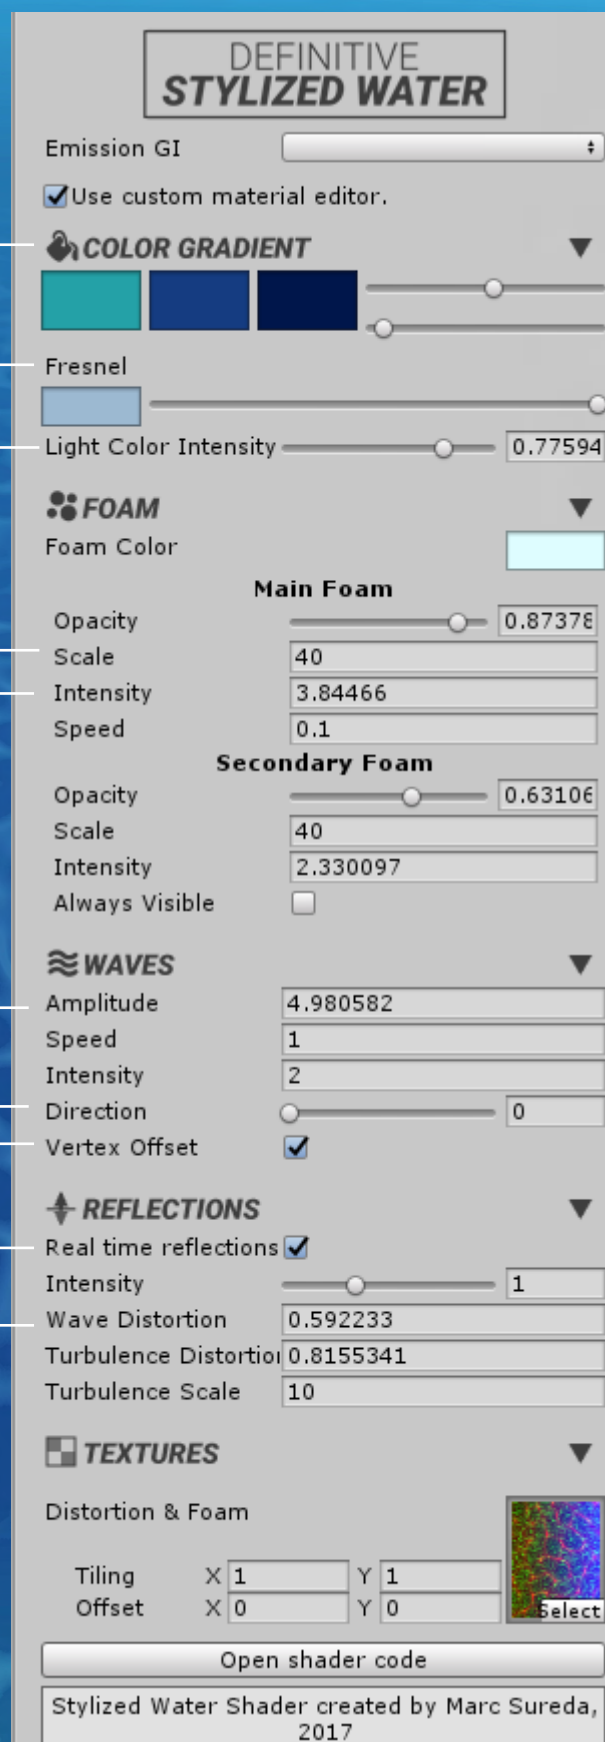 DEFINITIVE
STYLIZED WATER
Emission GI
Use custom material editor.
COLOR GRADIENT
Fresnel
Light Color Intensity 0.77594
FOAM
Foam Color
Main Foam
Opacity 0.87378
Scale 40
Intensity 3.84466
Speed 0.1
Secondary Foam
Opacity 0.63106
Scale 40
Intensity 2.330097
Always Visible
WAVES
Amplitude 4.980582
Speed 1
Intensity 2
Direction 0
Vertex Offset
REFLECTIONS
Real time reflections
Intensity 1
Wave Distortion 0.592233
Turbulence Distortion 0.8155341
Turbulence Scale 10
TEXTURES
Distortion & Foam
Tiling X 1 Y 1
Offset X 0 Y 0
Select
Open shader code
Stylized Water Shader created by Marc Sureda,
2017